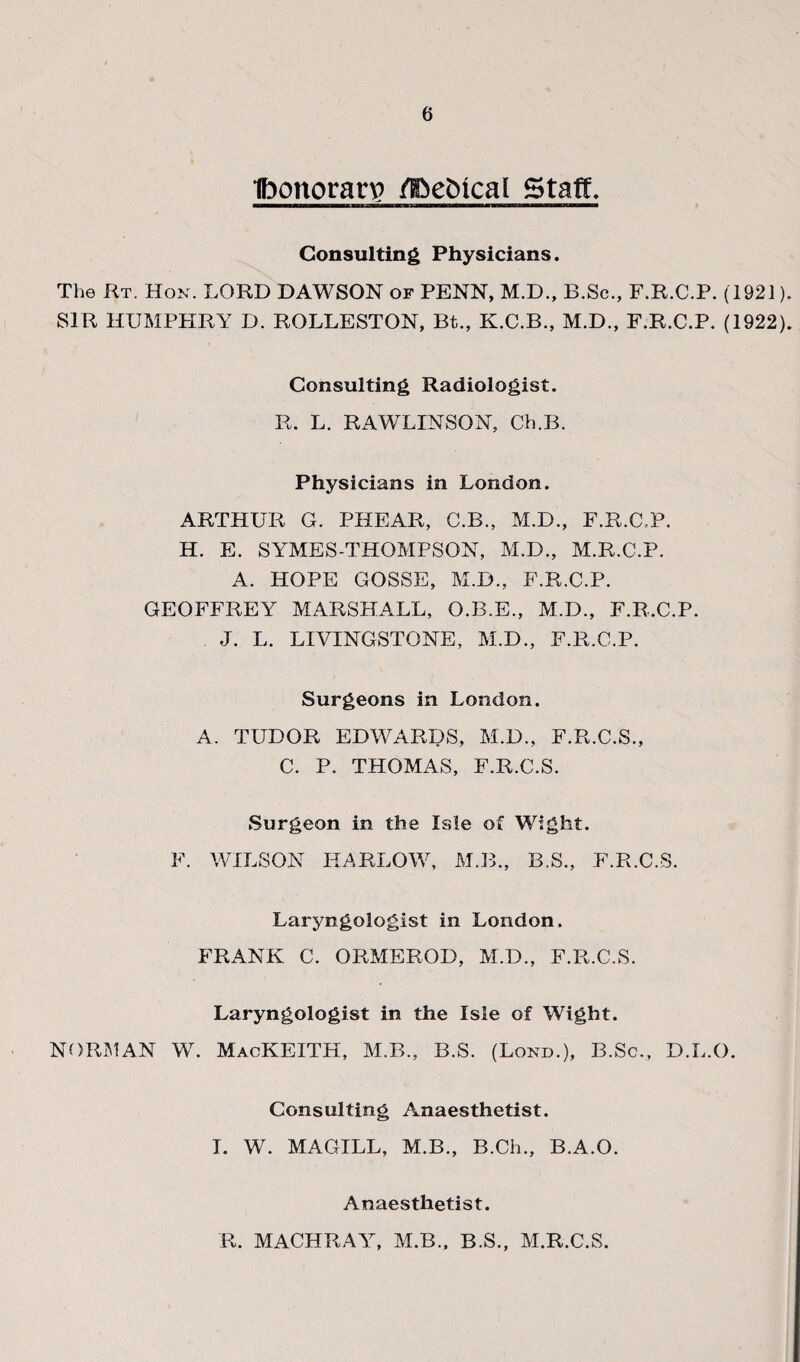 6
Honorary Medical Staff.
Consulting Physicians.
The Rt. Hon. LORD DAWSON of PENN, M.D., B.Sc., F.R.C.P. (1921).
SIR HUMPHRY D. ROLLESTON, Bt., K.C.B., M.D., F.R.C.P. (1922).
Consulting Radiologist.
R. L. RAWLINSON, Ch.B.
Physicians in London.
ARTHUR G. PHEAR, C.B., M.D., F.R.C.P.
H. E. SYMES-THOMPSON, M.D., M.R.C.P.
A. HOPE GOSSE, M.D., F.R.C.P.
GEOFFREY MARSHALL, O.B.E., M.D., F.R.C.P.
J. L. LIVINGSTONE, M.D., F.R.C.P.
Surgeons in London.
A. TUDOR EDWARDS, M.D., F.R.C.S.,
C. P. THOMAS, F.R.C.S.
Surgeon in the Isle of Wight.
F. WILSON HARLOW, M.B., B.S., F.R.C.S.
Laryngologist in London.
FRANK C. ORMEROD, M.D., F.R.C.S.
Laryngologist in the Isle of Wight.
NORMAN W. MacKEITH, M.B., B.S. (Lond.), B.Sc., D.L.O.
Consulting Anaesthetist.
I. W. MAGILL, M.B., B.Ch., B.A.O.
Anaesthetist.
R. MACHRAY, M.B., B.S., M.R.C.S.